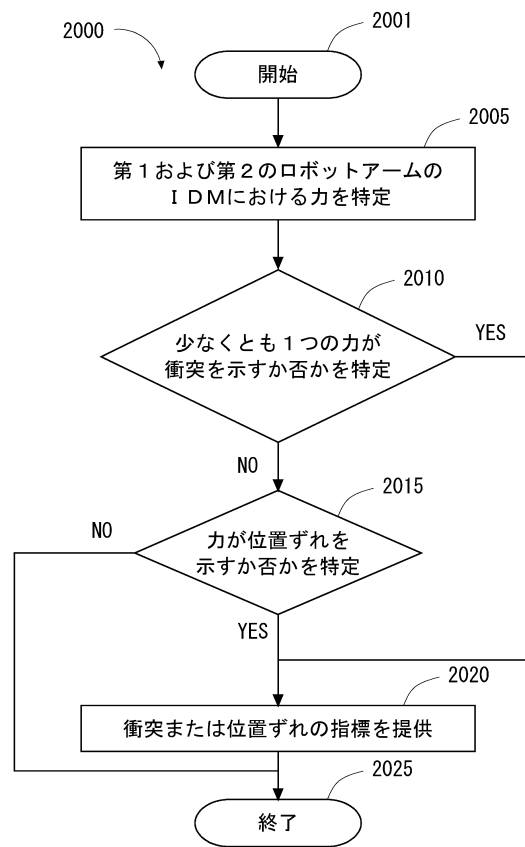 2000
2001
開始
2005
第１および第２のロボットアームの
ＩＤＭにおける力を特定
2010
少なくとも１つの力が
衝突を示すか否かを特定
YES
NO
2015
NO
力が位置ずれを
示すか否かを特定
YES
2020
衝突または位置ずれの指標を提供
2025
終了